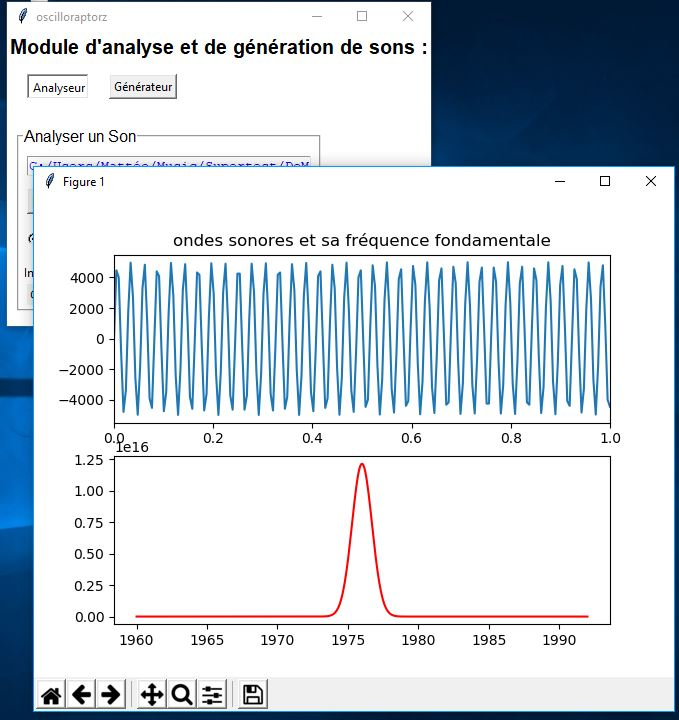 oscilloraptorz
Module d'analyse et de génération de sons :
Analyseur Générateur
Analyser un Son
Figure 1
ondes sonores et sa fréquence fondamentale
4000
2000
0
−2000
−4000
0.0 0.2 0.4 0.6 0.8 1.0
1e16
1.25
1.00
0.75
0.50
0.25
0.00
1960 1965 1970 1975 1980 1985 1990